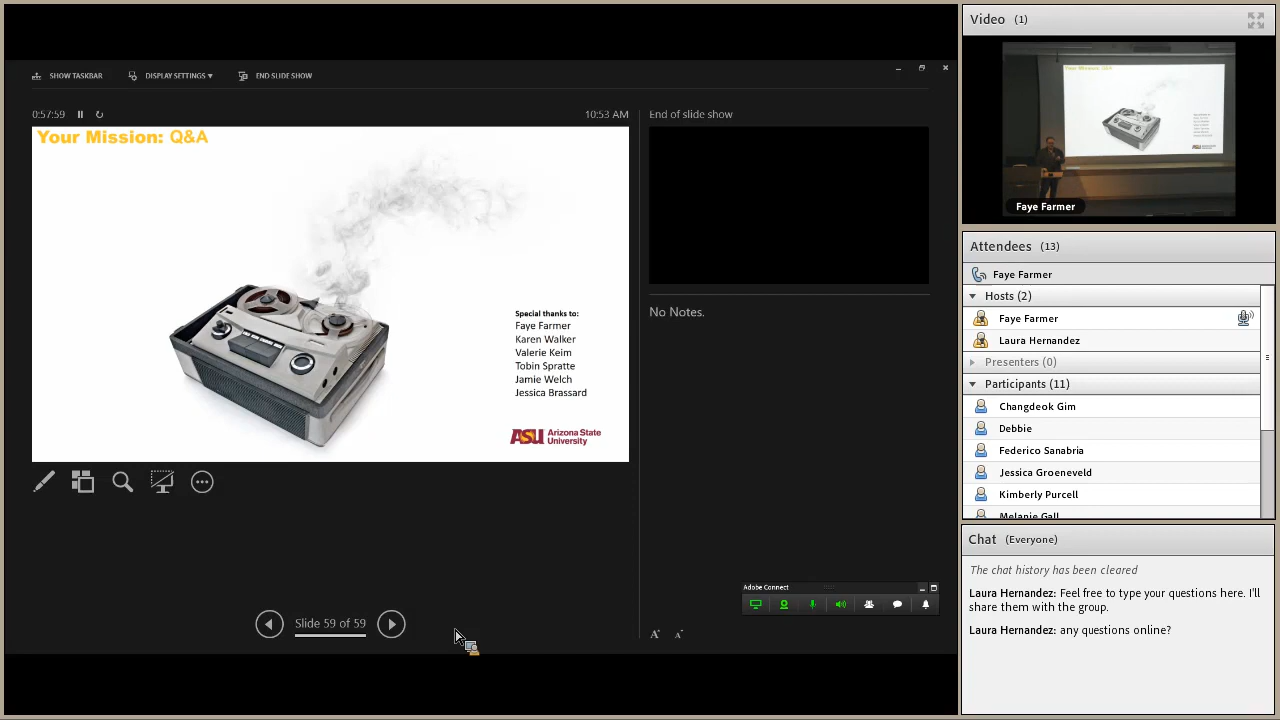 SHOW TASKBAR
DISPLAY SETTINGS ▾
END SLIDE SHOW
0:57:59
10:53 AM
Your Mission: Q&A
Special thanks to:
Faye Farmer
Karen Walker
Valerie Keim
Tobin Spratte
Jamie Welch
Jessica Brassard
ASU Arizona State
University
Slide 59 of 59
End of slide show
No Notes.
Adobe Connect
A
A
Video (1)
Your Mission: Q&A
Faye Farmer
Attendees (13)
Faye Farmer
Hosts (2)
Faye Farmer
Laura Hernandez
Presenters (0)
Participants (11)
Changdeok Gim
Debbie
Federico Sanabria
Jessica Groeneveld
Kimberly Purcell
Melanie Gall
Chat (Everyone)
The chat history has been cleared
Laura Hernandez: Feel free to type your questions here. I'll
share them with the group.
Laura Hernandez: any questions online?